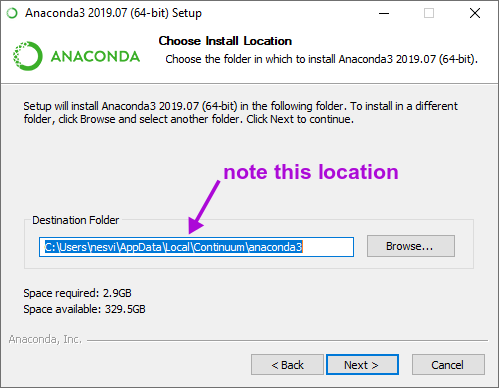 Anaconda3 2019.07 (64-bit) Setup
ANACONDA
Choose Install Location
Choose the folder in which to install Anaconda3 2019.07 (64-bit).
Setup will install Anaconda3 2019.07 (64-bit) in the following folder. To install in a different
folder, click Browse and select another folder. Click Next to continue.
note this location
Destination Folder
C:\Users\nesvi\AppData\Local\Continuum\anaconda3
Browse...
Space required: 2.9GB
Space available: 329.5GB
Anaconda, Inc.
< Back
Next >
Cancel